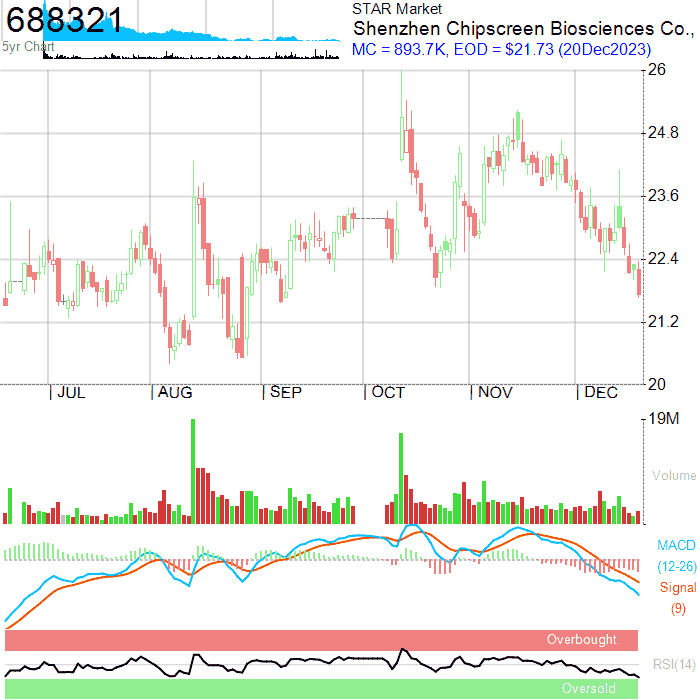 688321
STAR Market
Shenzhen Chipscreen Biosciences Co.,
5yr Chart
MC = 893.7K, EOD = $21.73 (20Dec2023)
26
24.8
23.6
22.4
21.2
20
JUL AUG SEP OCT NOV DEC
19M
Volume
MACD
(12-26)
Signal
(9)
Overbought
RSI(14)
Oversold